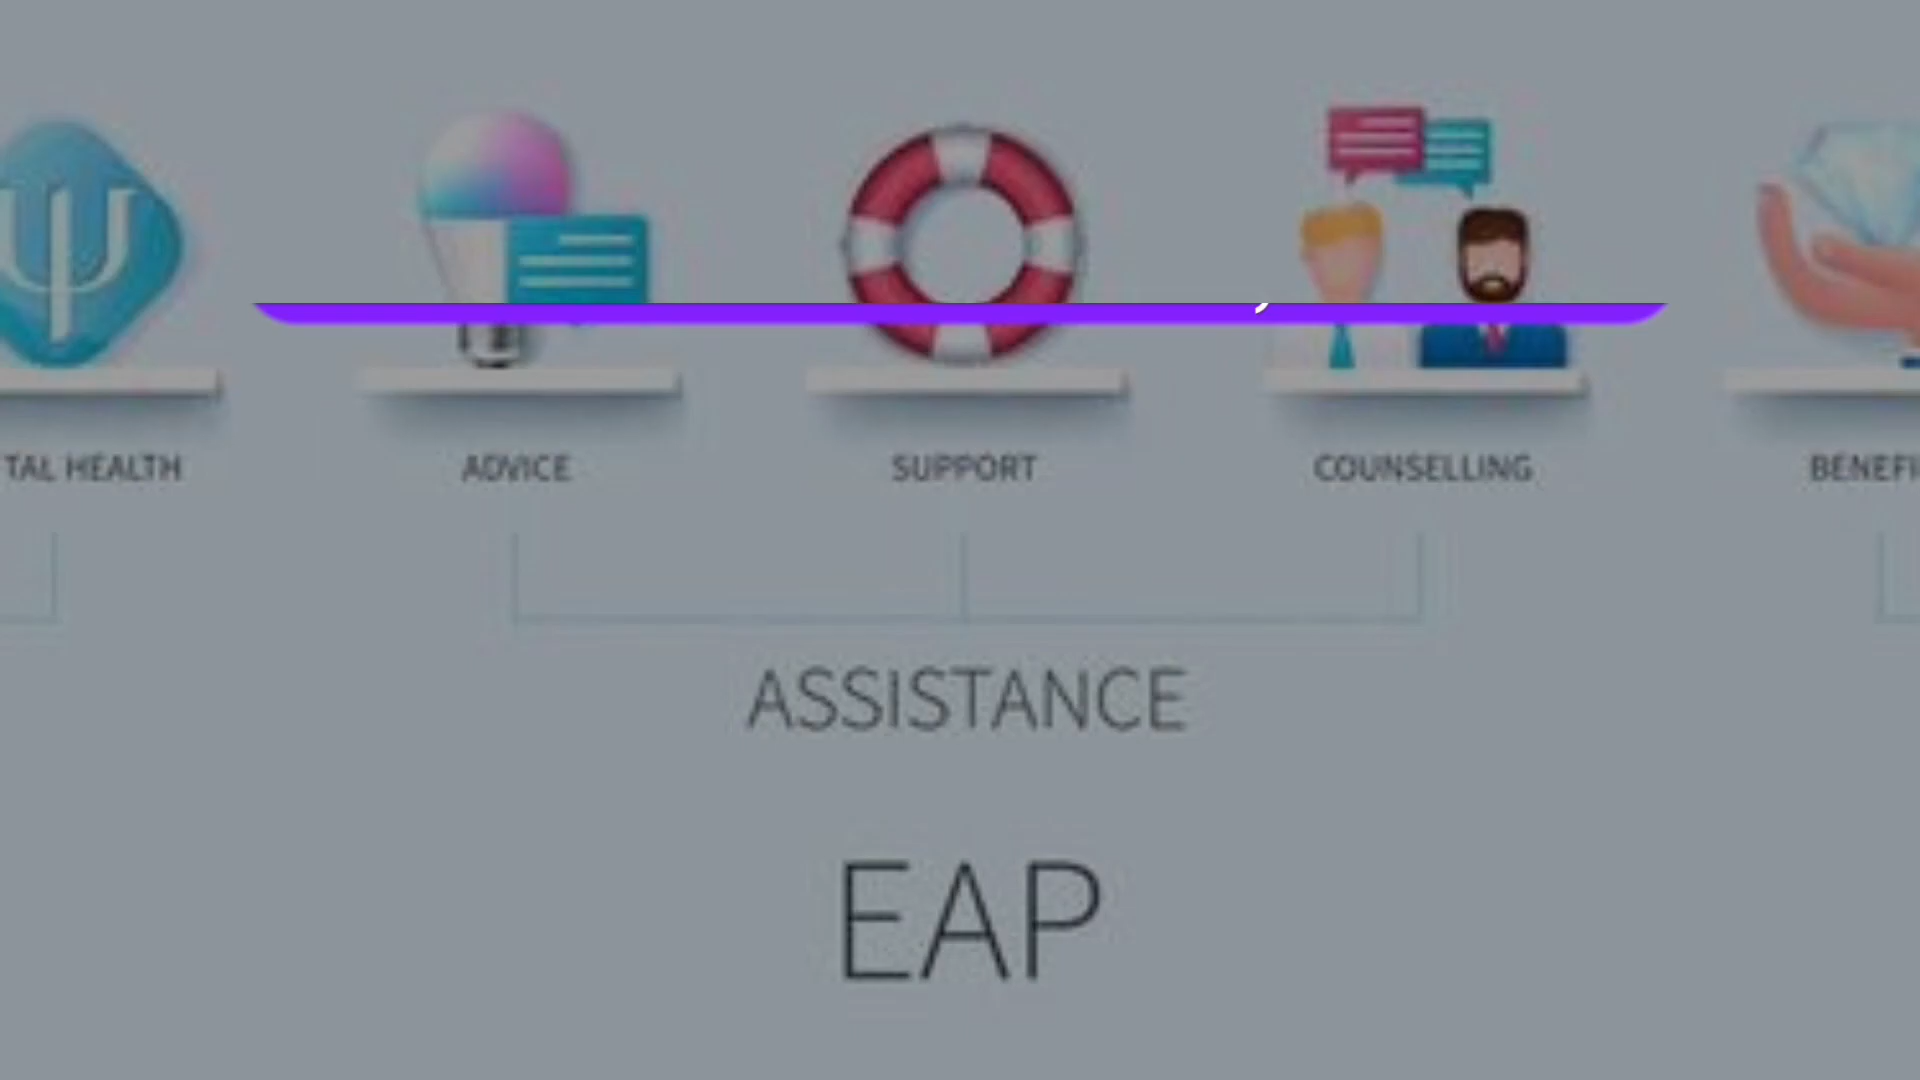 TAL HEALTH
ADVICE
SUPPORT
COUNSELLING
BENEFI
ASSISTANCE
EAP